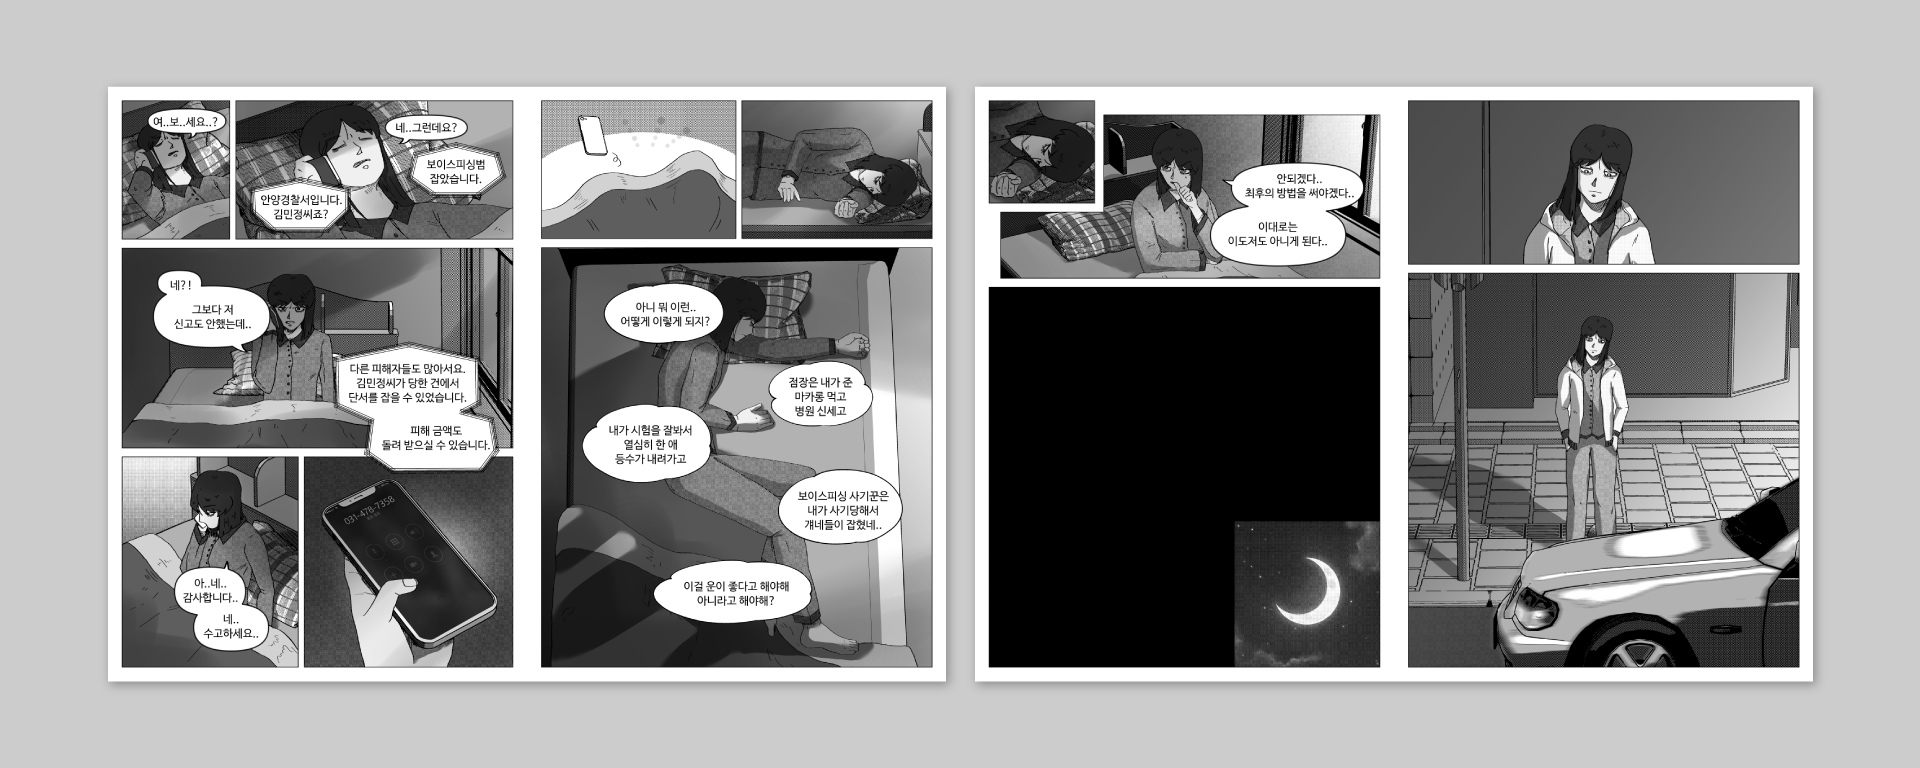 여..보..세요..?
네..그런데요?
보이스피싱범
잡았습니다.
안양경찰서입니다.
김민정씨죠?
네?!
그보다 저
신고도 안했는데..
다른 피해자들도 많아서요.
김민정씨가 당한 건에서
단서를 잡을 수 있었습니다.
피해 금액도
돌려 받으실 수 있습니다.
아..네..
감사합니다..
네..
수고하세요..
031-478-7358
아니 뭐 이런..
어떻게 이렇게 되지?
점장은 내가 준
마카롱 먹고
병원 신세고
내가 시험을 잘봐서
열심히 한 애
등수가 내려가고
보이스피싱 사기꾼은
내가 사기당해서
걔네들이 잡혔네..
이걸 운이 좋다고 해야해
아니라고 해야해?
안되겠다..
최후의 방법을 써야겠다..
이대로는
이도저도 아니게 된다..